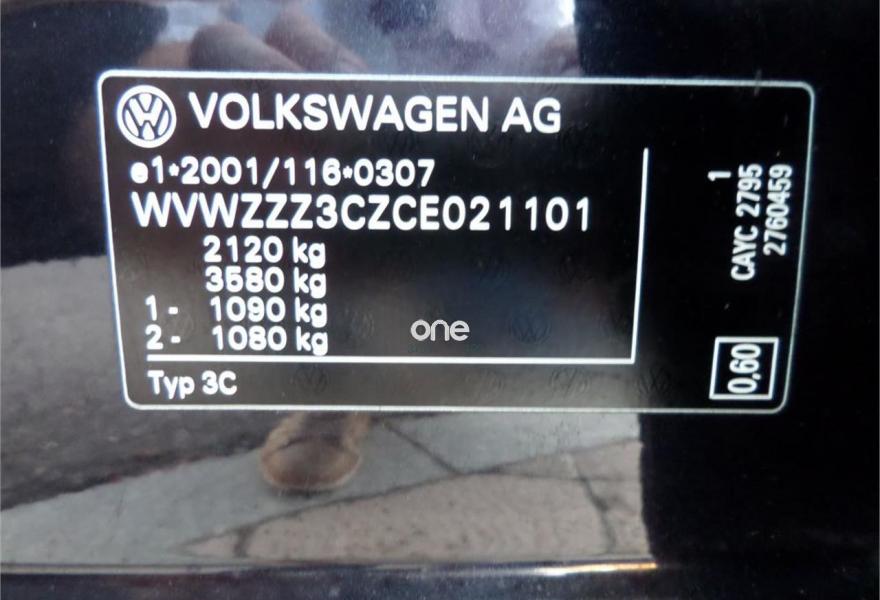 VOLKSWAGEN AG
e1*2001/116*0307
WVWZZZ3CZCE021101
2120 kg
3580 kg
1 - 1090 kg
2 - 1080 kg
Typ 3C
1
CAYC 2795
2760459
0,60
one